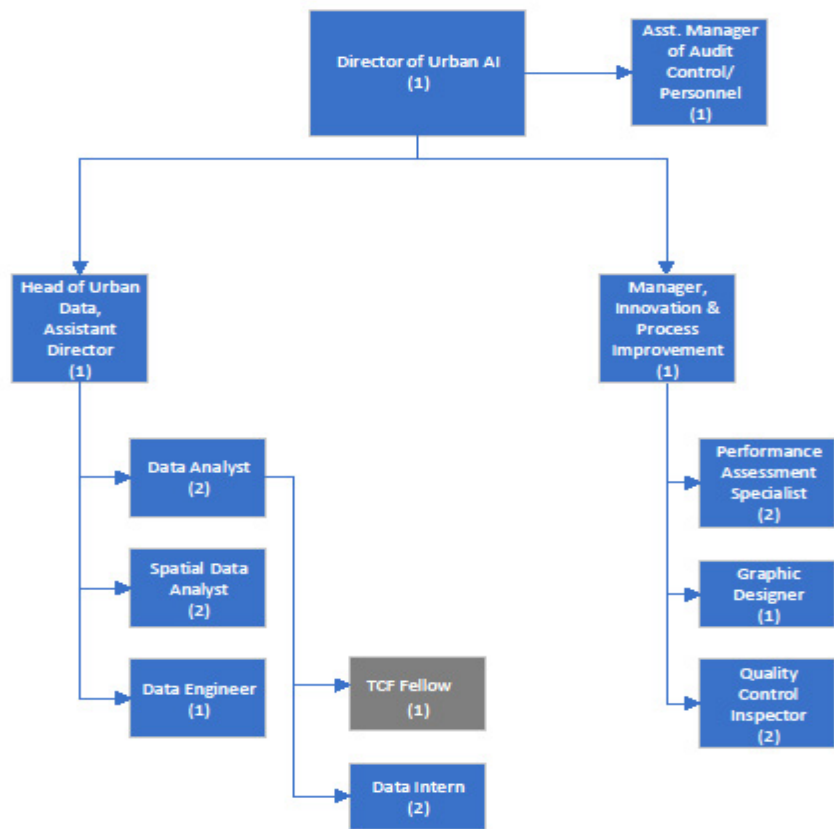 Director of Urban AI
(1)
Asst. Manager
of Audit
Control/
Personnel
(1)
Head of Urban
Data,
Assistant
Director
(1)
Manager,
Innovation &
Process
Improvement
(1)
Data Analyst
(2)
Spatial Data
Analyst
(2)
Data Engineer
(1)
TCF Fellow
(1)
Data Intern
(2)
Performance
Assessment
Specialist
(2)
Graphic
Designer
(1)
Quality
Control
Inspector
(2)